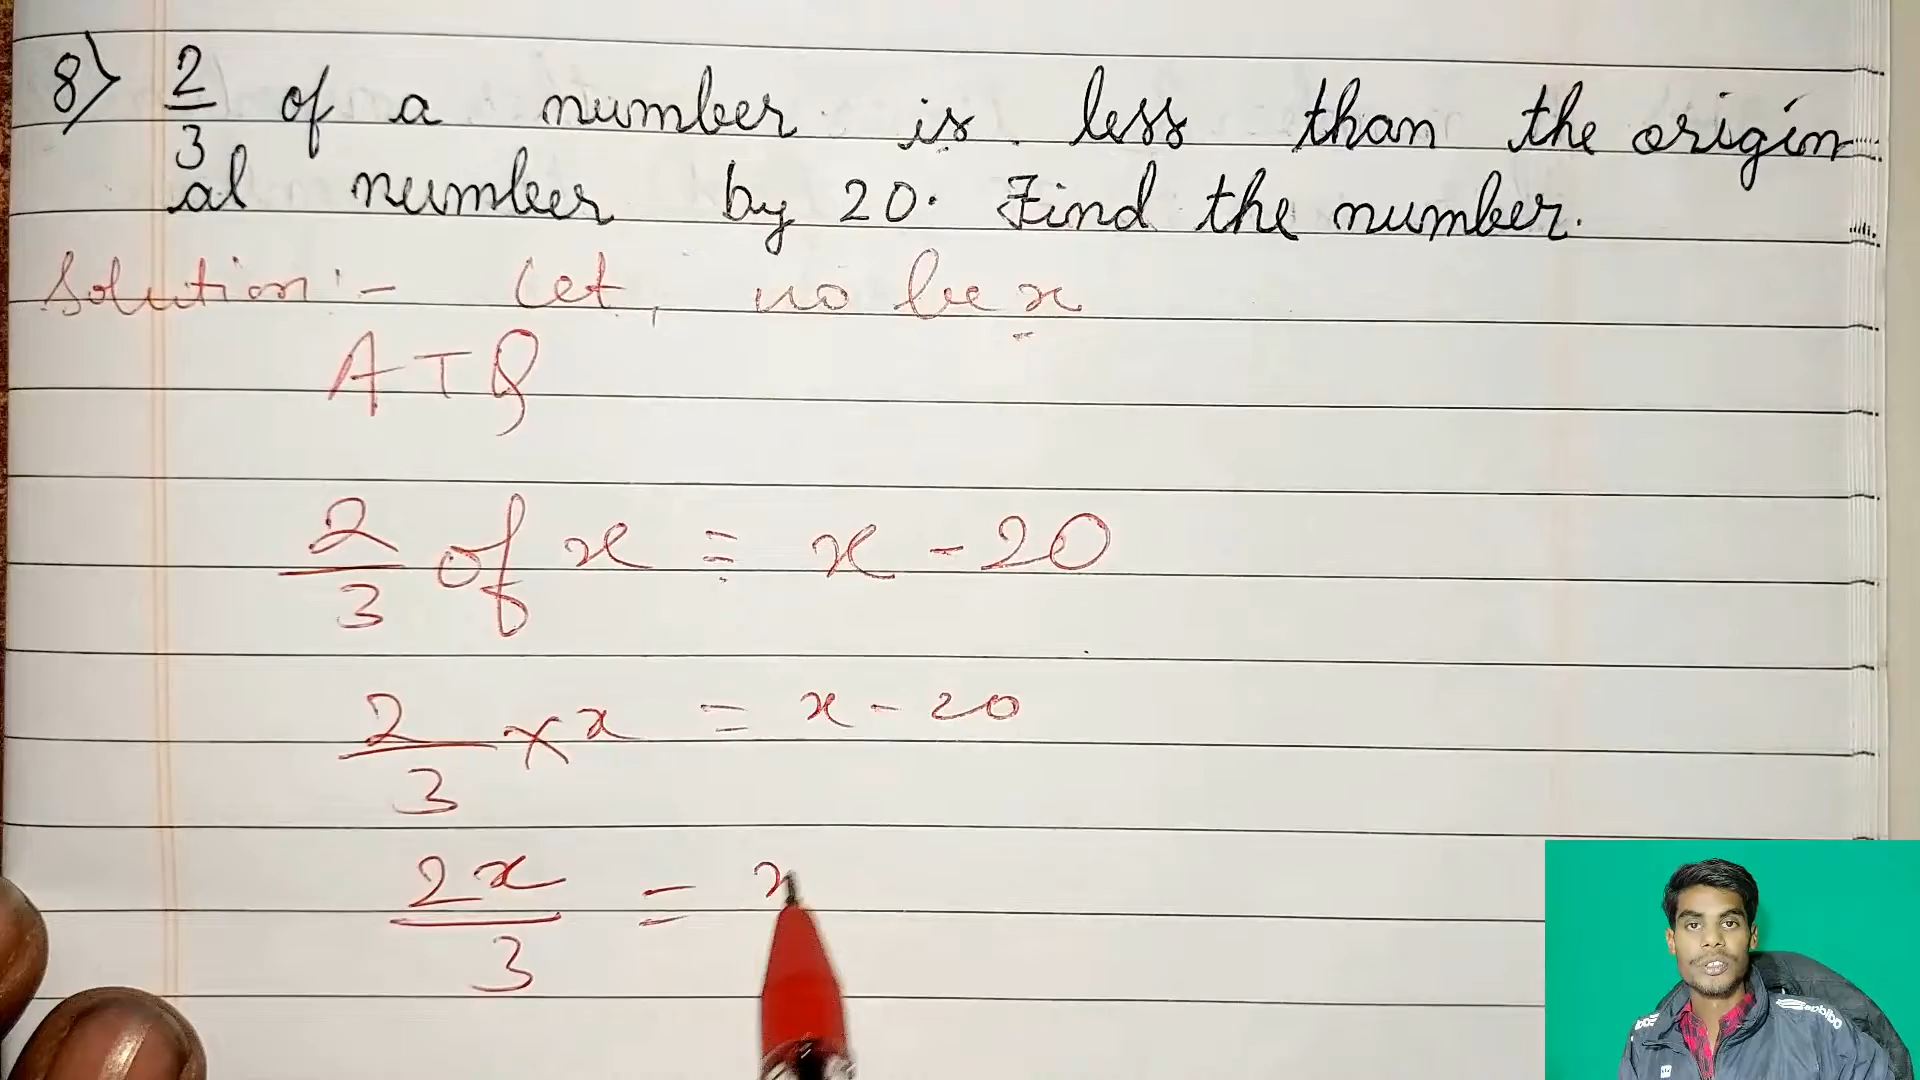 8) 2/3 of a number is less than the origin
al number by 20. Find the number.
Solution:- Let, no be x
ATQ
2/3 of x = x - 20
2/3 × x = x - 20
2x/3 = x